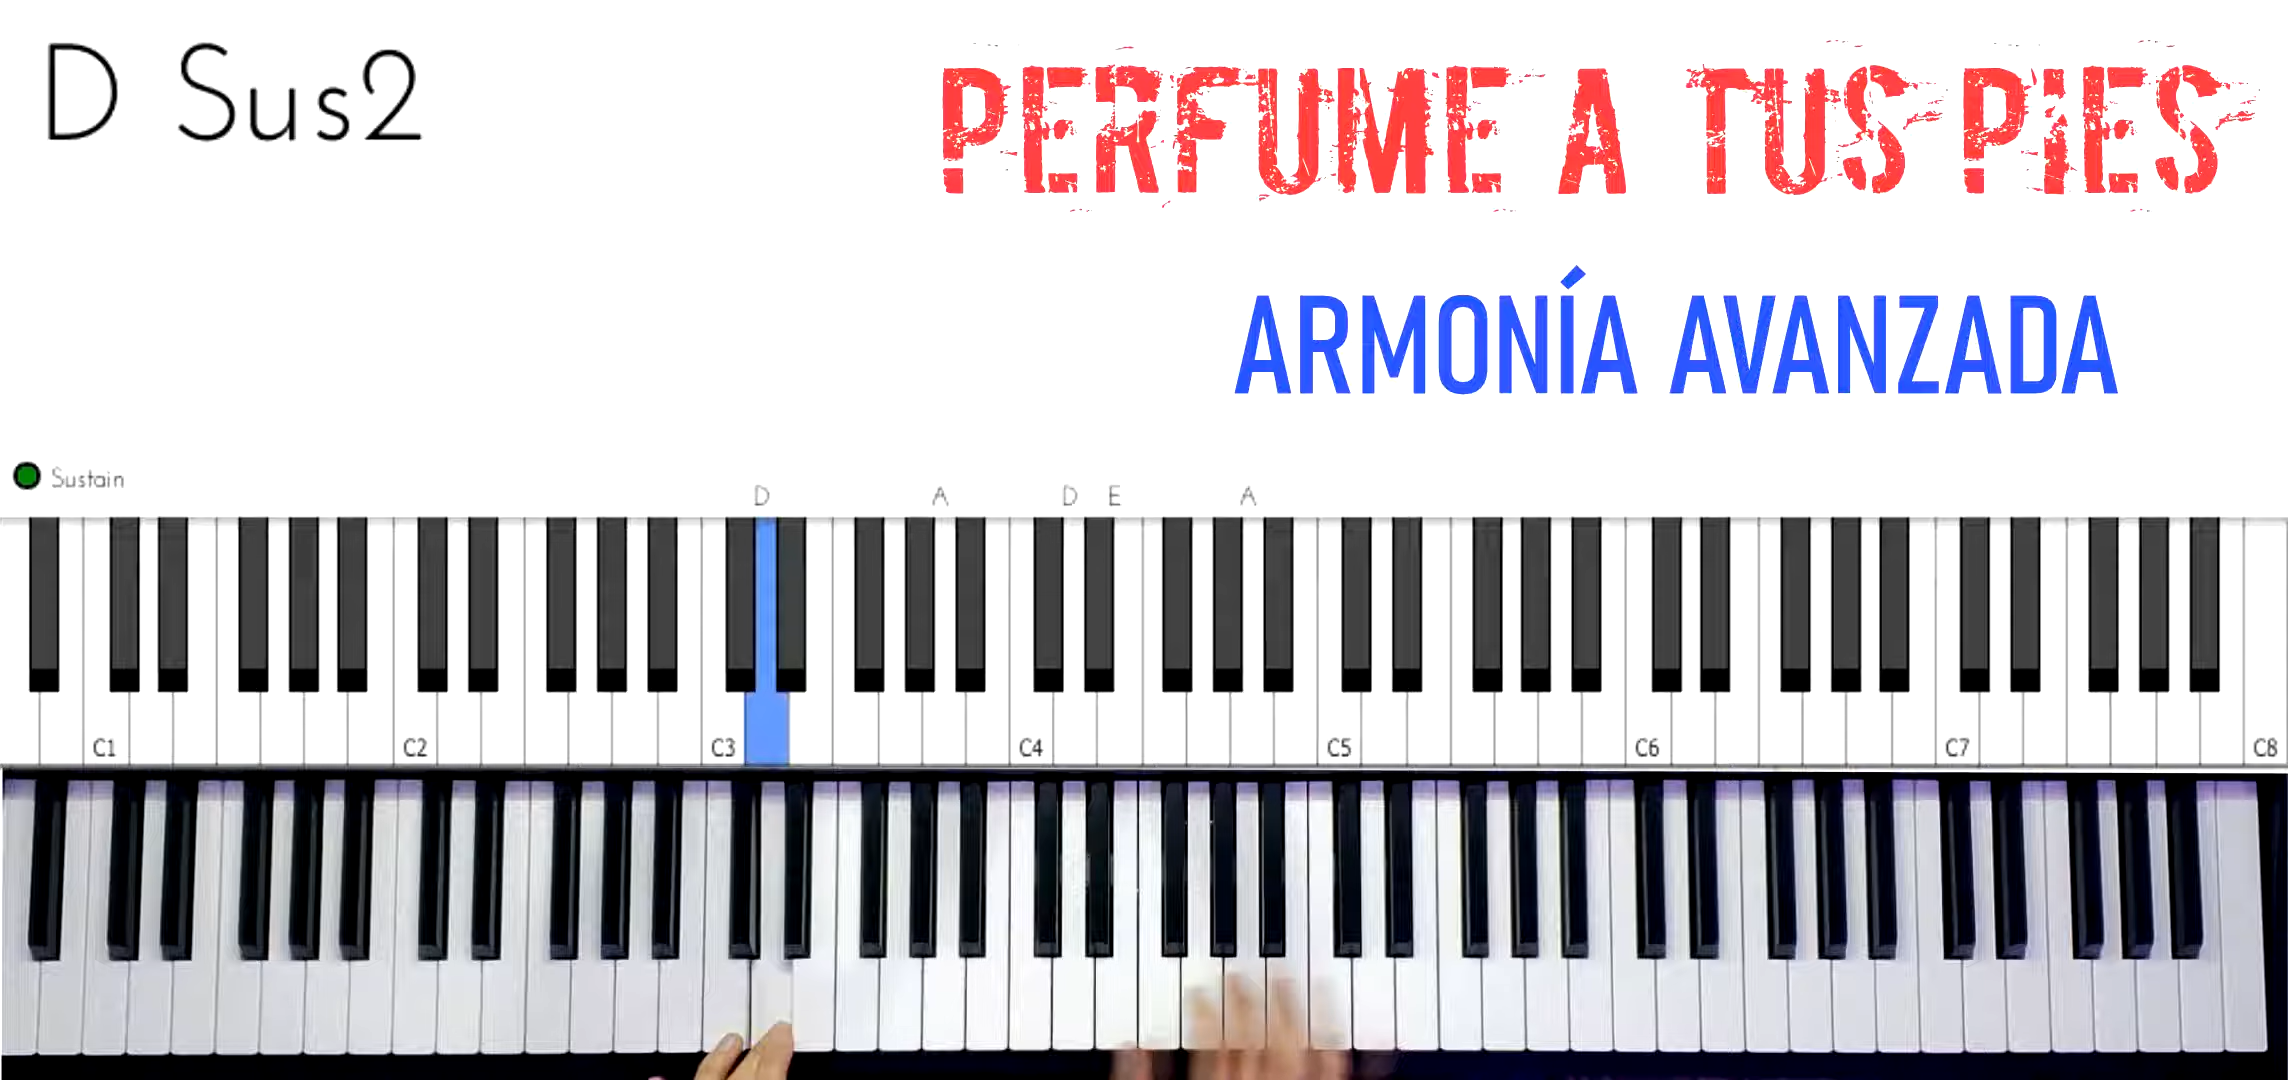 D Sus2
PERFUME A TUS PIES
ARMONÍA AVANZADA
Sustain
D A D E A
C1 C2 C3 C4 C5 C6 C7 C8